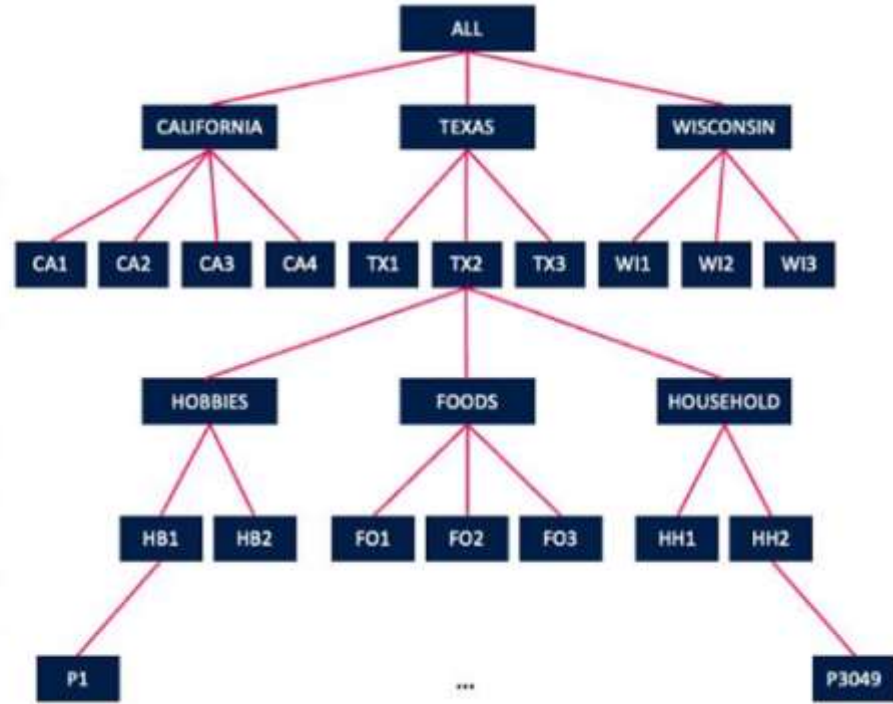 ALL
CALIFORNIA TEXAS WISCONSIN
CA1 CA2 CA3 CA4 TX1 TX2 TX3 WI1 WI2 WI3
HOBBIES FOODS HOUSEHOLD
HB1 HB2 FO1 FO2 FO3 HH1 HH2
P1 ... P3049